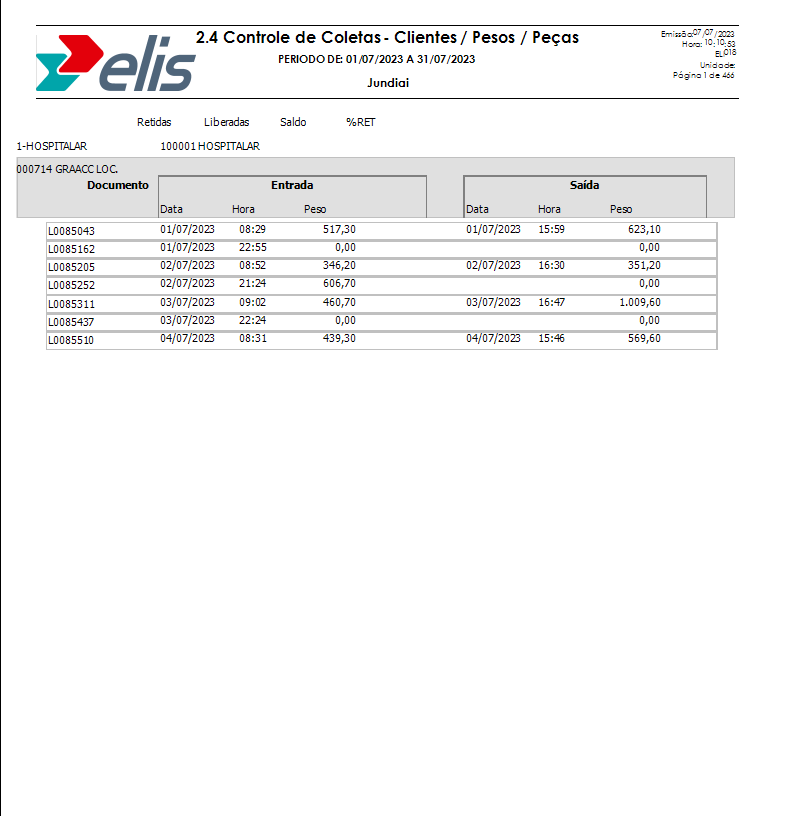 elis
2.4 Controle de Coletas - Clientes / Pesos / Peças
PERIODO DE: 01/07/2023 A 31/07/2023
Jundiai
Emissão:07/07/2023
Hora: 10:10:53
EL018
Unidade:
Página 1 de 466
Retidas Liberadas Saldo %RET
1-HOSPITALAR 100001 HOSPITALAR
000714 GRAACC LOC.
Documento Entrada Saída
Data Hora Peso Data Hora Peso
L0085043 01/07/2023 08:29 517,30 01/07/2023 15:59 623,10
L0085162 01/07/2023 22:55 0,00 0,00
L0085205 02/07/2023 08:52 346,20 02/07/2023 16:30 351,20
L0085252 02/07/2023 21:24 606,70 0,00
L0085311 03/07/2023 09:02 460,70 03/07/2023 16:47 1.009,60
L0085437 03/07/2023 22:24 0,00 0,00
L0085510 04/07/2023 08:31 439,30 04/07/2023 15:46 569,60